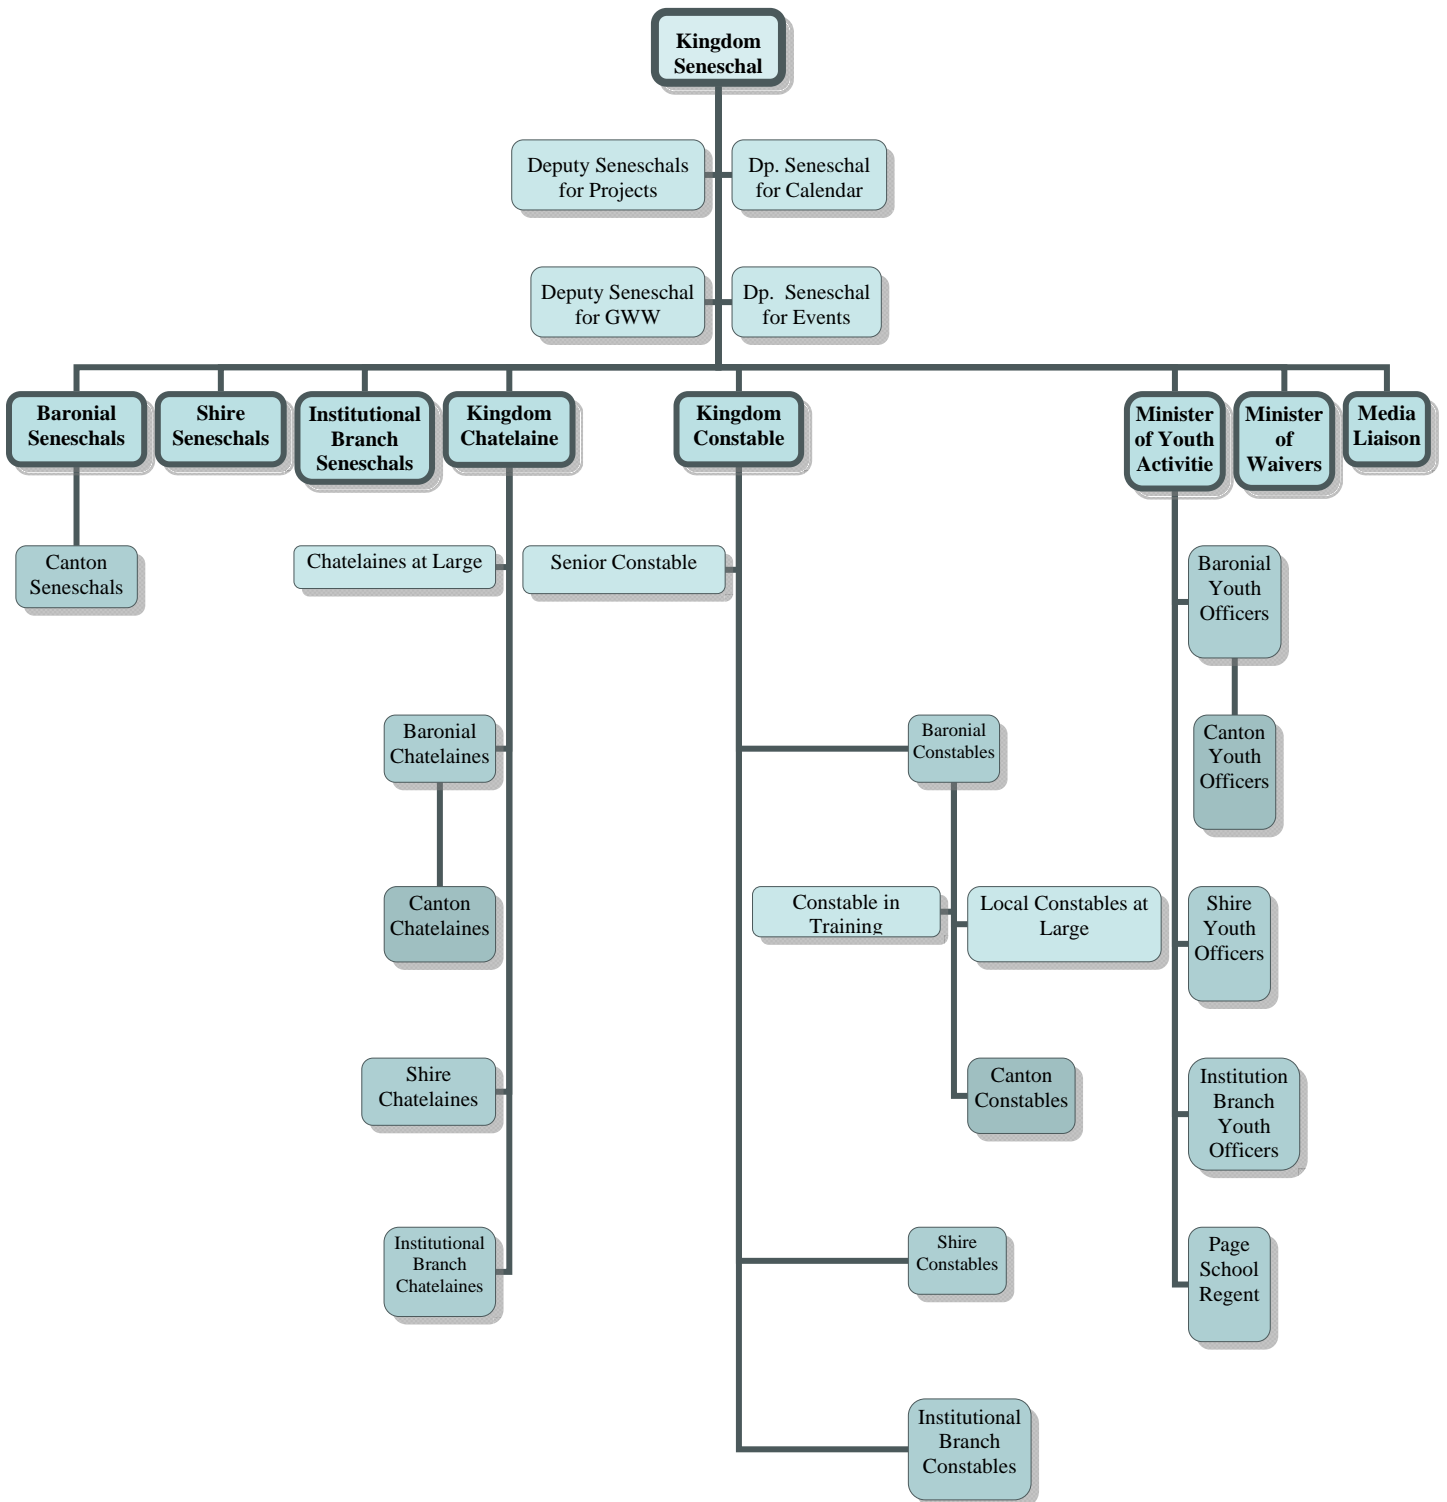 Kingdom
Seneschal
Deputy Seneschals
for Projects
Dp. Seneschal
for Calendar
Deputy Seneschal
for GWW
Dp. Seneschal
for Events
Baronial
Seneschals
Shire
Seneschals
Institutional
Branch
Seneschals
Kingdom
Chatelaine
Kingdom
Constable
Minister
of Youth
Activitie
Minister
of
Waivers
Media
Liaison
Canton
Seneschals
Chatelaines at Large
Senior Constable
Baronial
Youth
Officers
Baronial
Chatelaines
Baronial
Constables
Canton
Youth
Officers
Canton
Chatelaines
Constable in
Training
Local Constables at
Large
Shire
Youth
Officers
Shire
Chatelaines
Canton
Constables
Institution
Branch
Youth
Officers
Institutional
Branch
Chatelaines
Shire
Constables
Page
School
Regent
Institutional
Branch
Constables